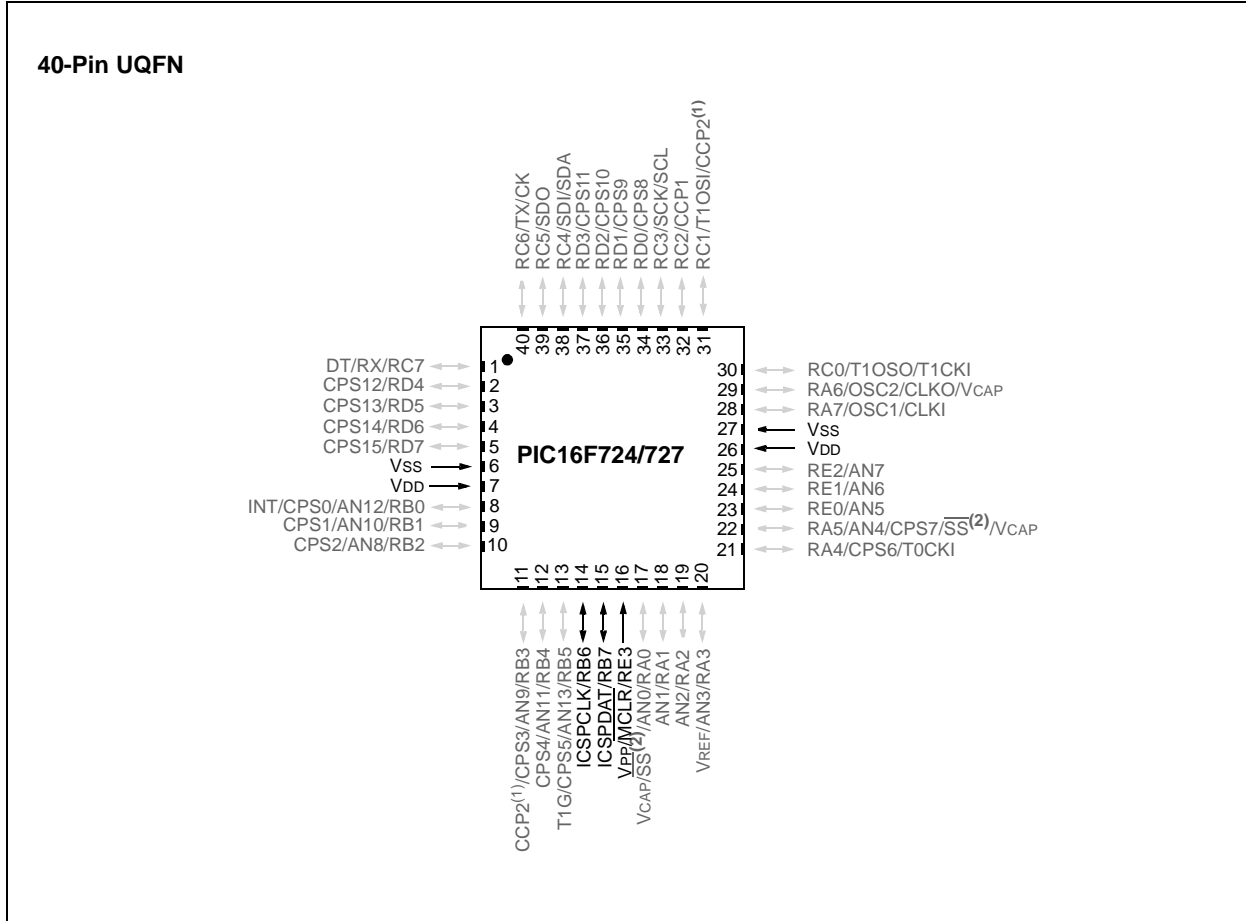 40-Pin UQFN
RC6/TX/CK
RC5/SDO
RC4/SDI/SDA
RD3/CPS11
RD2/CPS10
RD1/CPS9
RD0/CPS8
RC3/SCK/SCL
RC2/CCP1
RC1/T1OSI/CCP2(1)
40
39
38
37
36
35
34
33
32
31
DT/RX/RC7 1
CPS12/RD4 2
CPS13/RD5 3
CPS14/RD6 4
CPS15/RD7 5
VSS 6
VDD 7
INT/CPS0/AN12/RB0 8
CPS1/AN10/RB1 9
CPS2/AN8/RB2 10
PIC16F724/727
30 RC0/T1OSO/T1CKI
29 RA6/OSC2/CLKO/VCAP
28 RA7/OSC1/CLKI
27 VSS
26 VDD
25 RE2/AN7
24 RE1/AN6
23 RE0/AN5
22 RA5/AN4/CPS7/SS(2)/VCAP
21 RA4/CPS6/T0CKI
11
12
13
14
15
16
17
18
19
20
CCP2(1)/CPS3/AN9/RB3
CPS4/AN11/RB4
T1G/CPS5/AN13/RB5
ICSPCLK/RB6
ICSPDAT/RB7
VPP/MCLR/RE3
VCAP/SS(2)/AN0/RA0
AN1/RA1
AN2/RA2
VREF/AN3/RA3